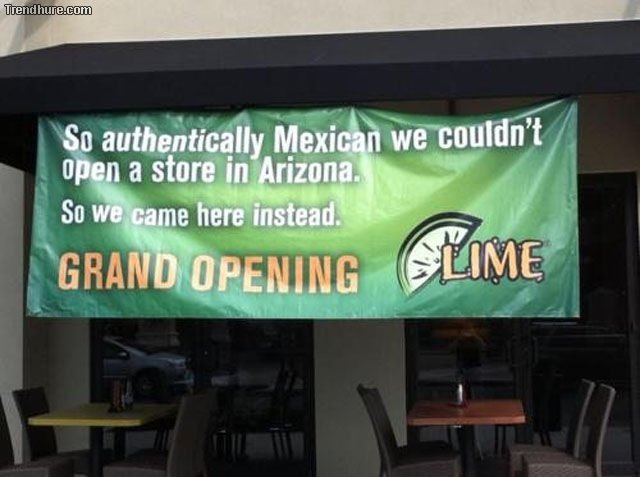 Trendhure.com
So authentically Mexican we couldn't
open a store in Arizona.
So we came here instead.
GRAND OPENING
LIME